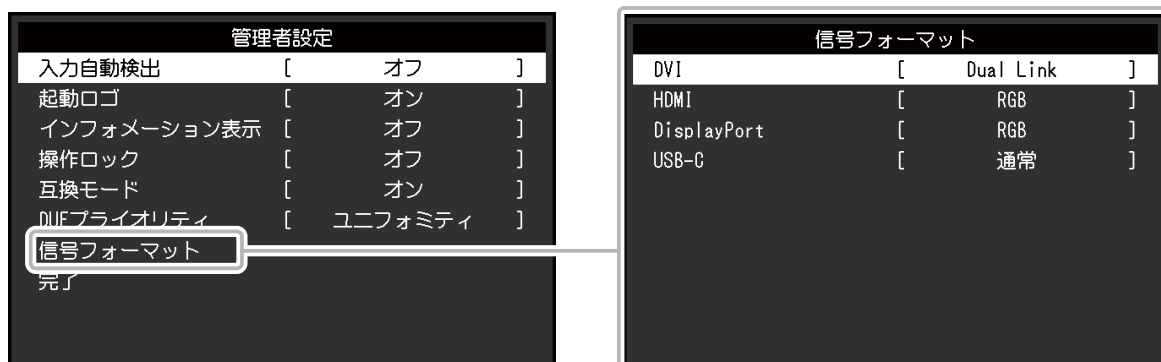 管理者設定
入力自動検出 [ オフ ]
起動ロゴ [ オン ]
インフォメーション表示 [ オフ ]
操作ロック [ オフ ]
互換モード [ オン ]
DUEプライオリティ [ ユニフォミティ ]
信号フォーマット
完了
信号フォーマット
DVI [ Dual Link ]
HDMI [ RGB ]
DisplayPort [ RGB ]
USB-C [ 通常 ]